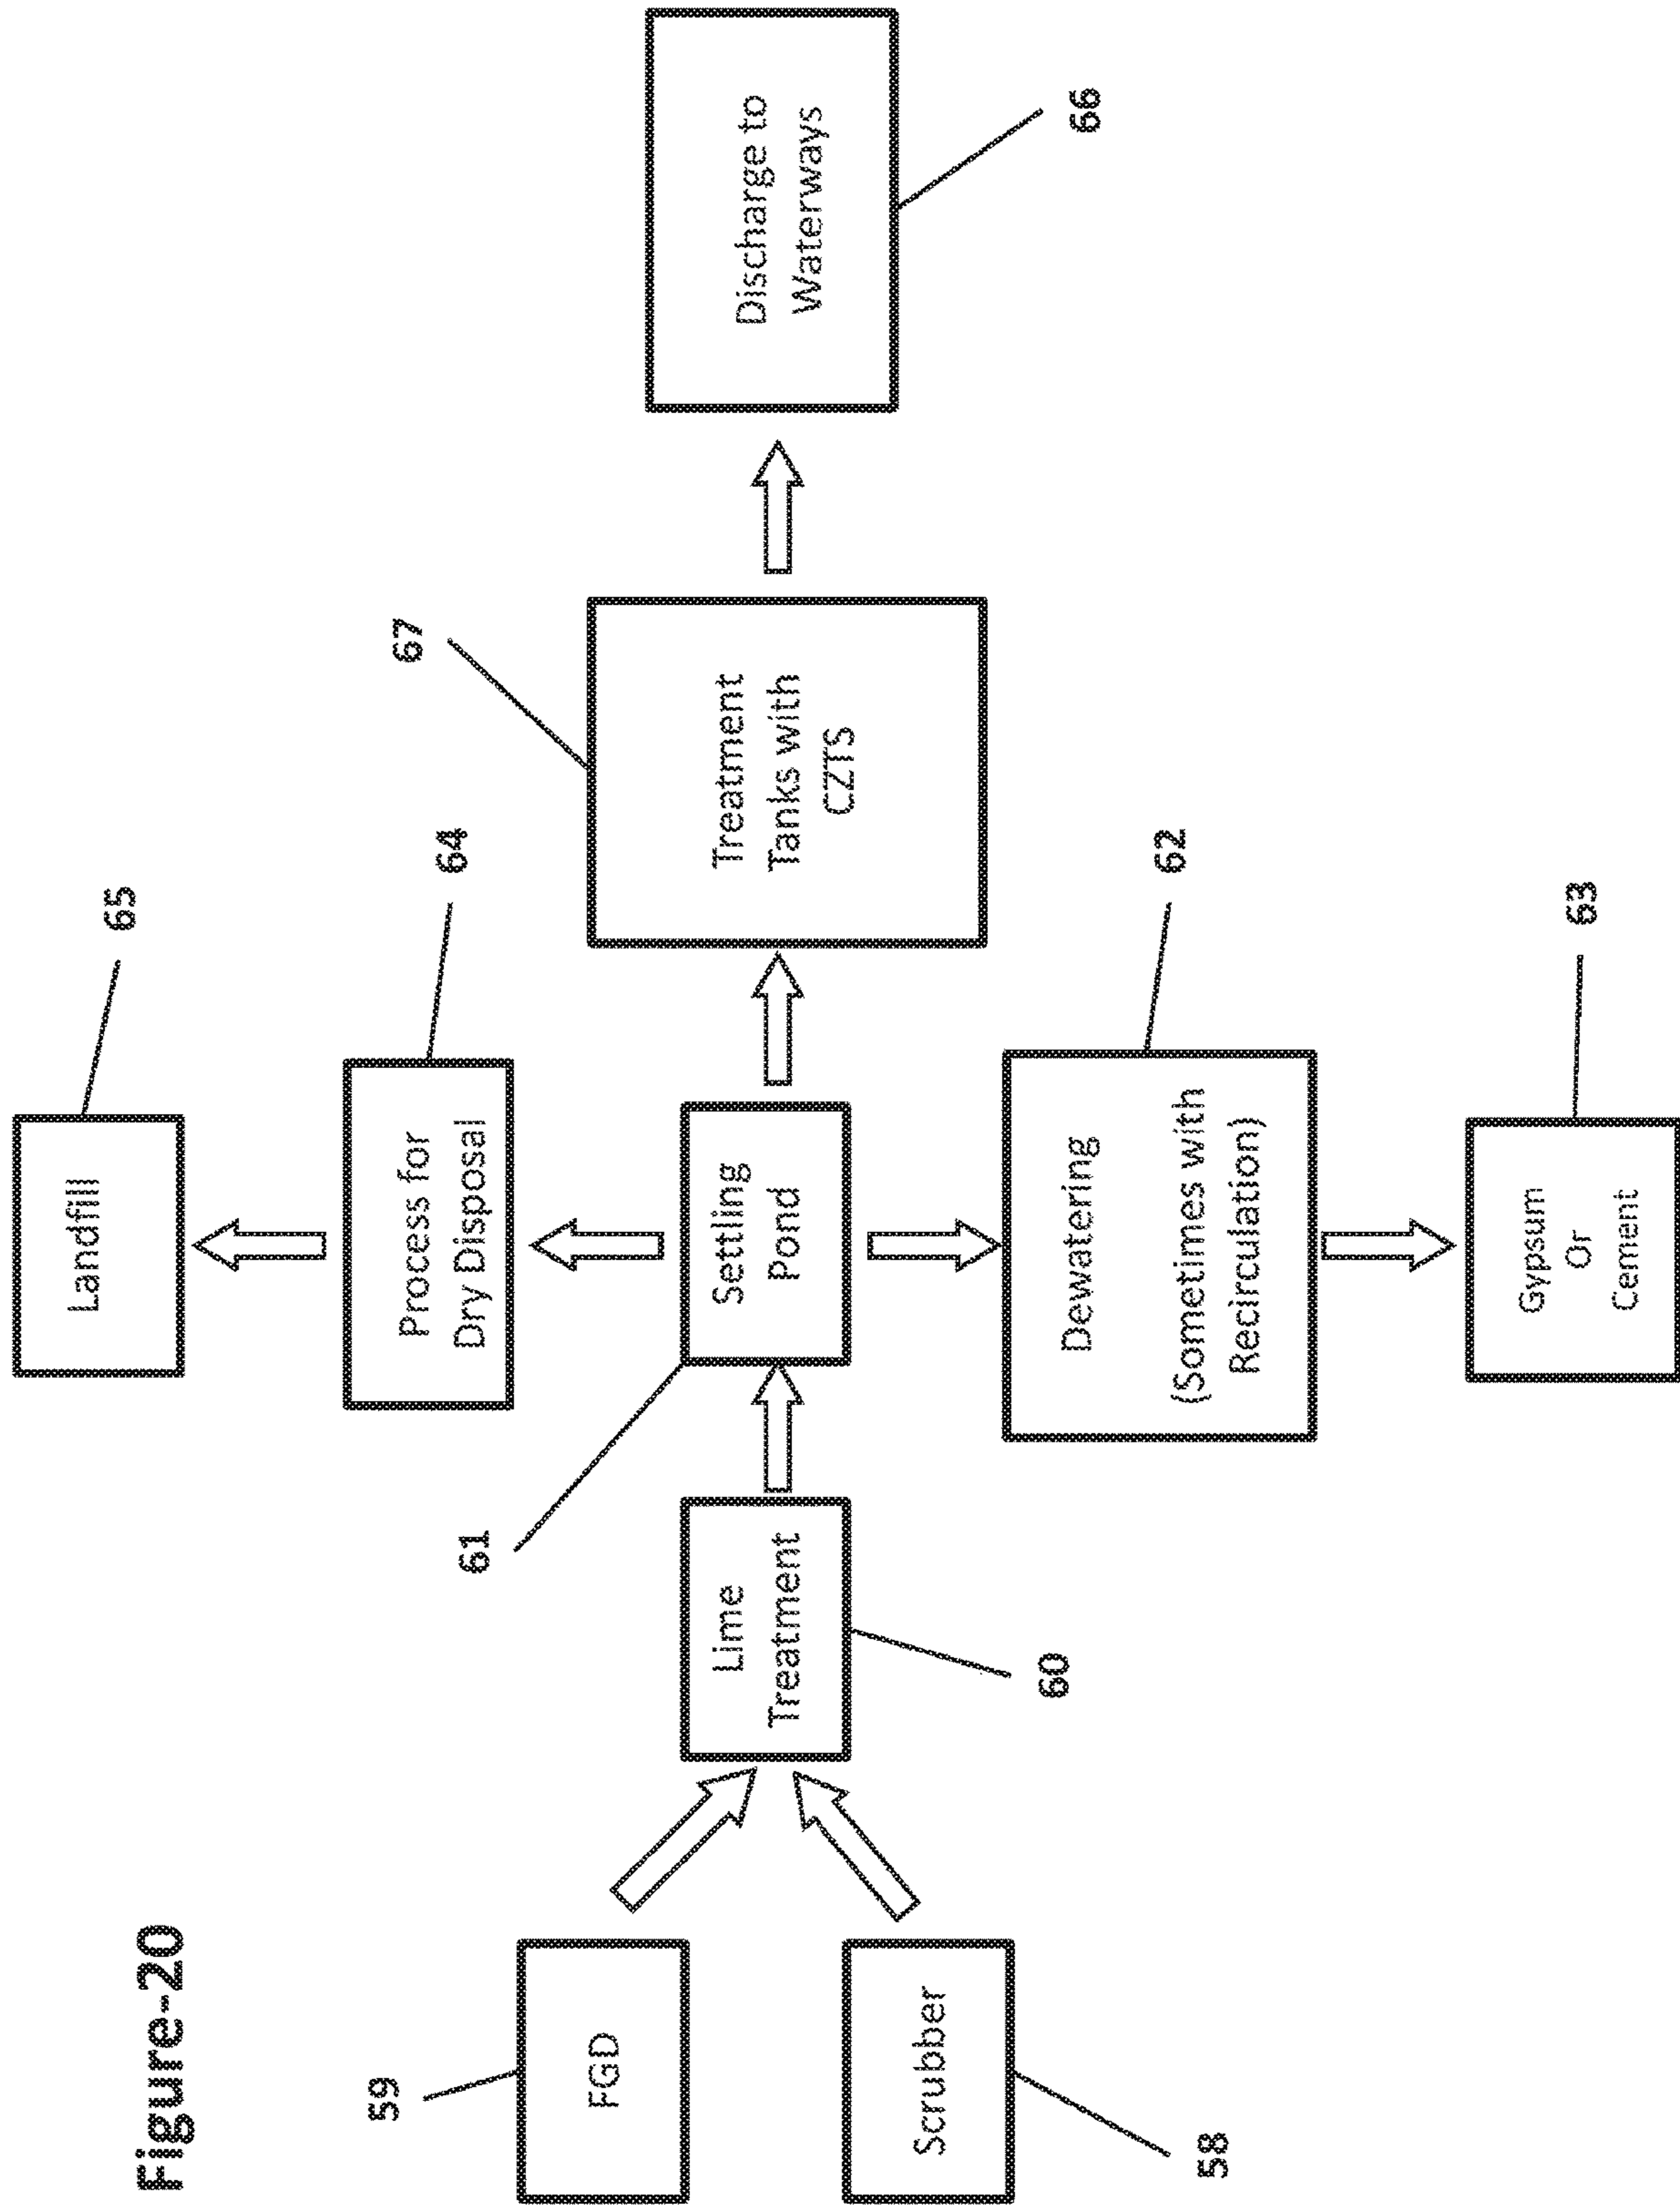 Figure-20
65
Landfill
64
Process for
Dry Disposal
67
59
FGD
61
Lime
Treatment
Settling
Pond
Treatment
Tanks with
CZTS
Discharge to
Waterways
Scrubber
58
60
Dewatering
(Sometimes with
Recirculation)
62
66
Gypsum
Or
Cement
63